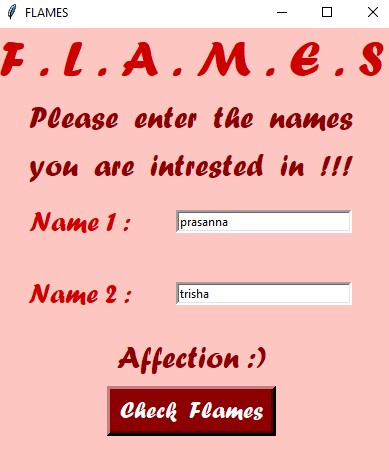 FLAMES
F . L . A . M . E . S
Please enter the names
you are intrested in !!!
Name 1 :
prasanna
Name 2 :
trisha
Affection :)
Check Flames